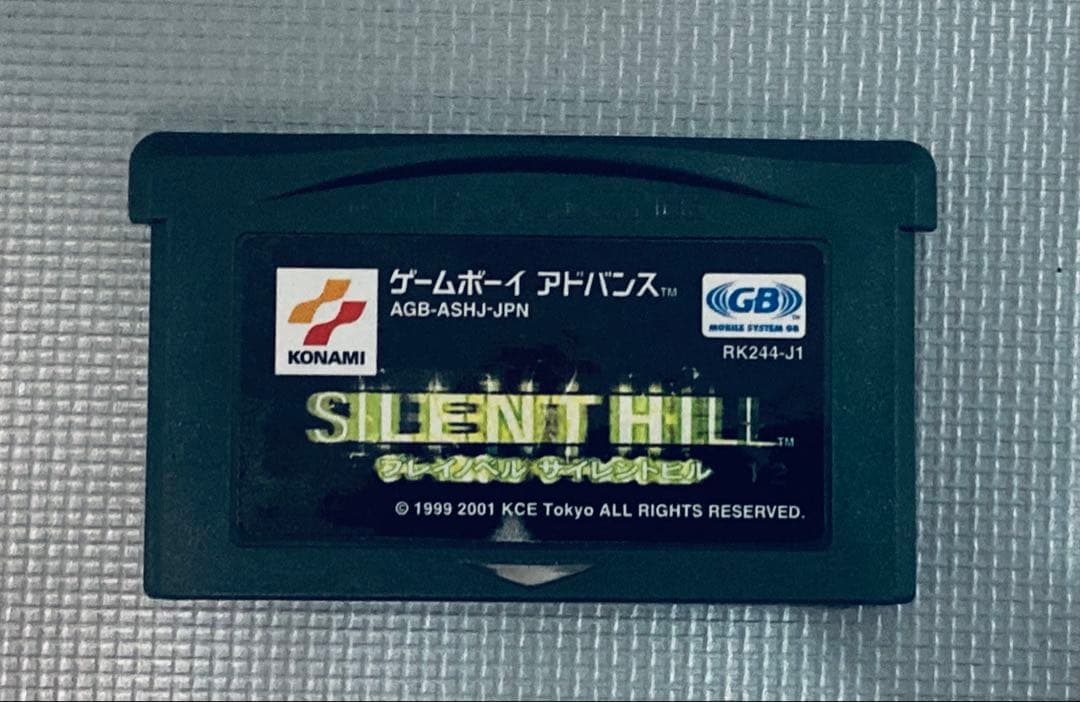 ゲームボーイ アドバンス™
AGB-ASHJ-JPN
KONAMI
GB™
MOBILE SYSTEM GB
RK244-J1
SILENT HILL™
プレイノベル サイレントヒル
12
© 1999 2001 KCE Tokyo ALL RIGHTS RESERVED.